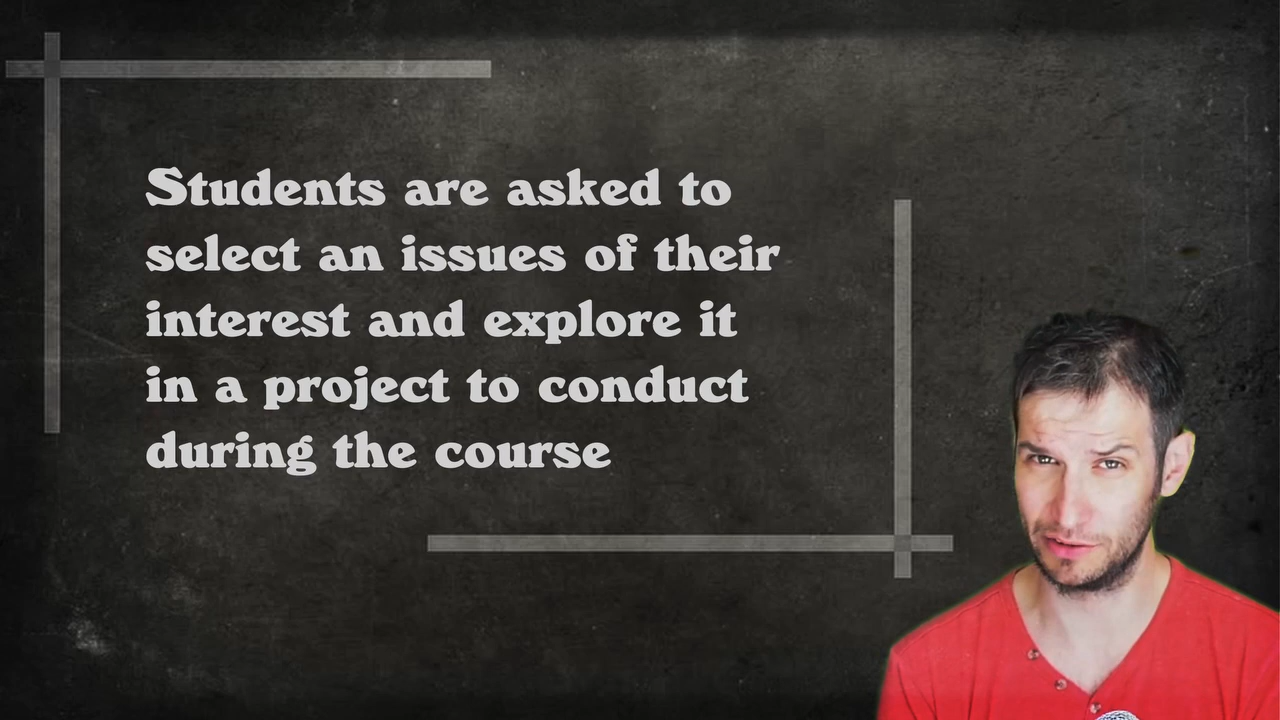 Students are asked to
select an issues of their
interest and explore it
in a project to conduct
during the course